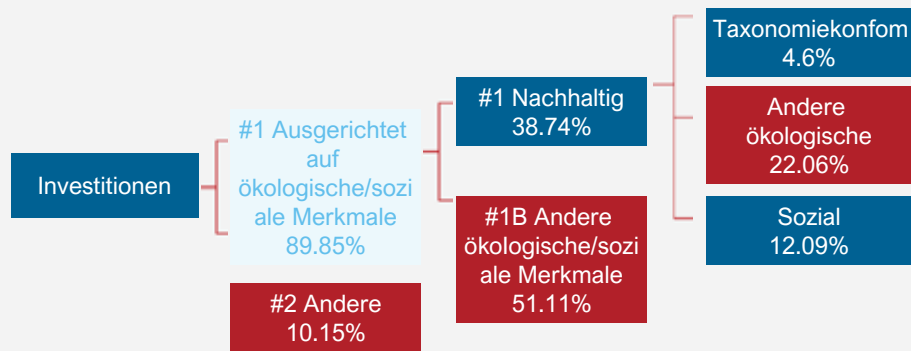 Investitionen
#1 Ausgerichtet
auf
ökologische/sozi
ale Merkmale
89.85%
#2 Andere
10.15%
#1 Nachhaltig
38.74%
#1B Andere
ökologische/sozi
ale Merkmale
51.11%
Taxonomiekonfom
4.6%
Andere
ökologische
22.06%
Sozial
12.09%